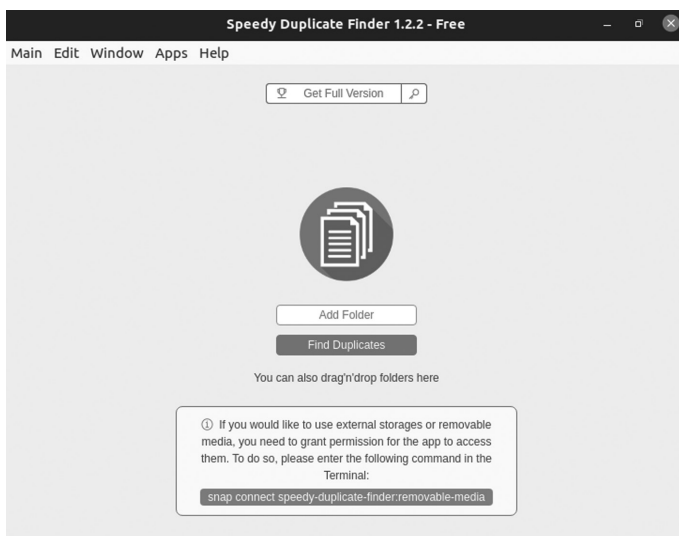 Speedy Duplicate Finder 1.2.2 - Free
Main Edit Window Apps Help
Get Full Version
Add Folder
Find Duplicates
You can also drag'n'drop folders here
If you would like to use external storages or removable
media, you need to grant permission for the app to access
them. To do so, please enter the following command in the
Terminal:
snap connect speedy-duplicate-finder:removable-media